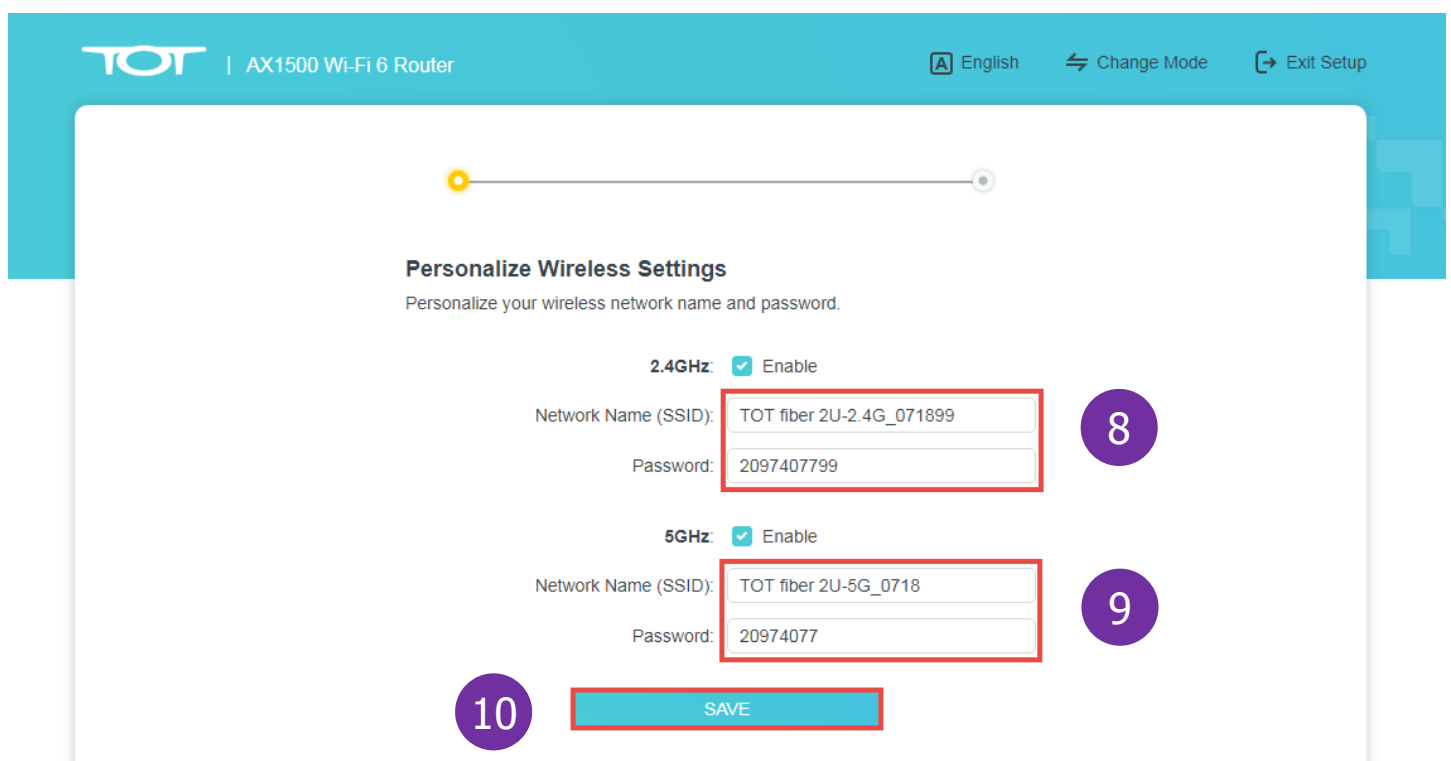 TOT | AX1500 Wi-Fi 6 Router A English Change Mode Exit Setup
Personalize Wireless Settings
Personalize your wireless network name and password.
2.4GHz: Enable
Network Name (SSID): TOT fiber 2U-2.4G_071899
8
Password: 2097407799
5GHz: Enable
Network Name (SSID): TOT fiber 2U-5G_0718
9
Password: 20974077
10 SAVE